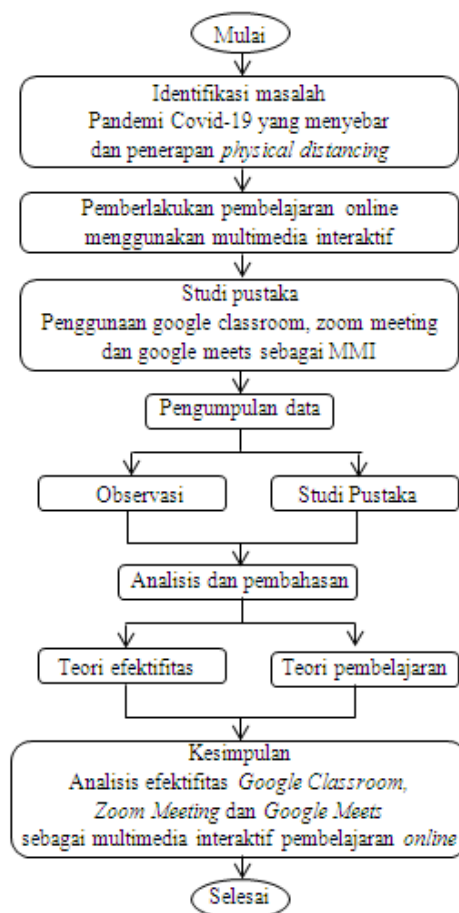 Mulai
Identifikasi masalah
Pandemi Covid-19 yang menyebar
dan penerapan physical distancing
Pemberlakukan pembelajaran online
menggunakan multimedia interaktif
Studi pustaka
Penggunaan google classroom, zoom meeting
dan google meets sebagai MMI
Pengumpulan data
Observasi
Studi Pustaka
Analisis dan pembahasan
Teori efektifitas
Teori pembelajaran
Kesimpulan
Analisis efektifitas Google Classroom,
Zoom Meeting dan Google Meets
sebagai multimedia interaktif pembelajaran online
Selesai